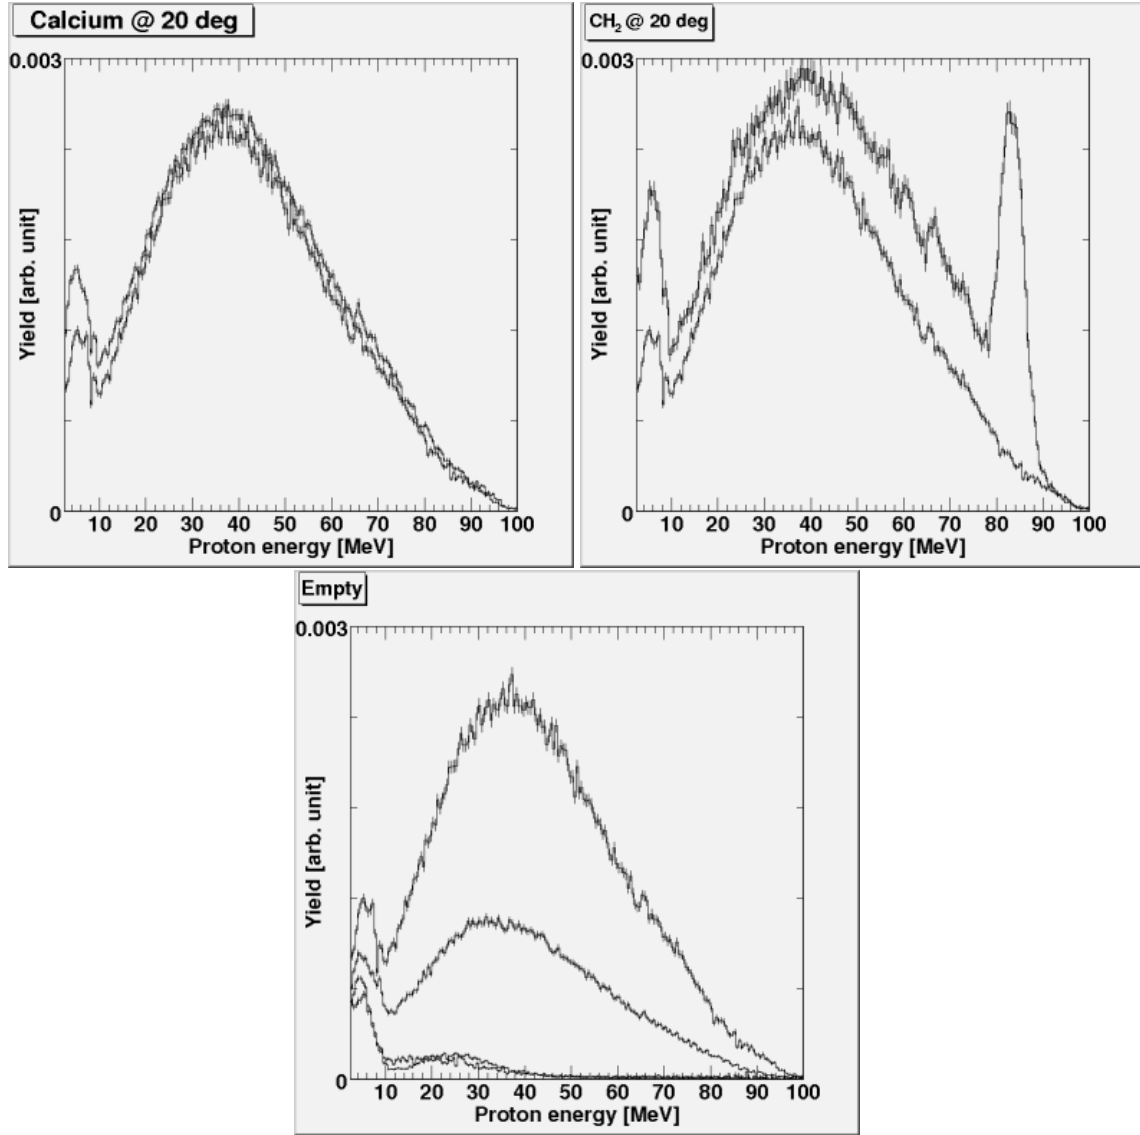 Calcium @ 20 deg
0.003
Yield [arb. unit]
0
10 20 30 40 50 60 70 80 90 100
Proton energy [MeV]
CH₂ @ 20 deg
0.003
Yield [arb. unit]
0
10 20 30 40 50 60 70 80 90 100
Proton energy [MeV]
Empty
0.003
Yield [arb. unit]
0
10 20 30 40 50 60 70 80 90 100
Proton energy [MeV]